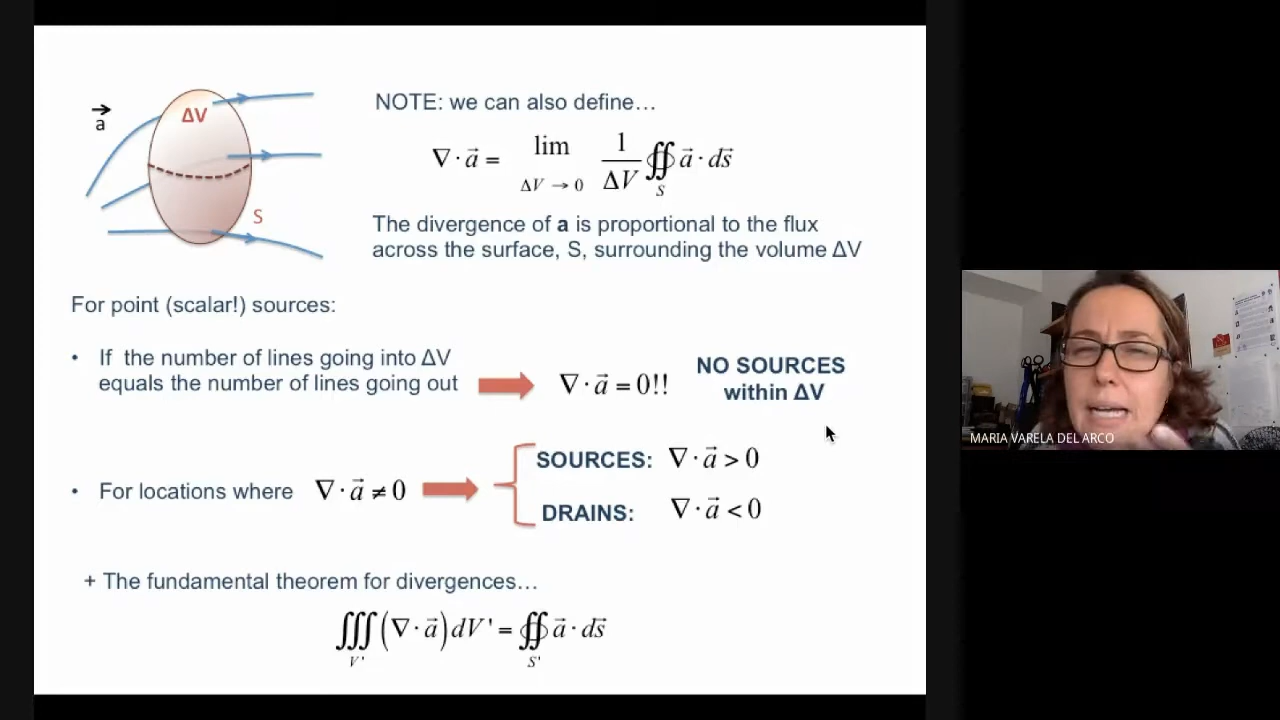 a⃗
ΔV
S
NOTE: we can also define…
∇ · a⃗ = lim ΔV → 0 1/ΔV ∯_S a⃗ · ds⃗
The divergence of a is proportional to the flux
across the surface, S, surrounding the volume ΔV
For point (scalar!) sources:
• If the number of lines going into ΔV
equals the number of lines going out
∇ · a⃗ = 0!!
NO SOURCES
within ΔV
• For locations where ∇ · a⃗ ≠ 0
SOURCES: ∇ · a⃗ > 0
DRAINS: ∇ · a⃗ < 0
+ The fundamental theorem for divergences…
∭_V' (∇ · a⃗) dV' = ∯_S' a⃗ · ds⃗
MARIA VARELA DEL ARCO